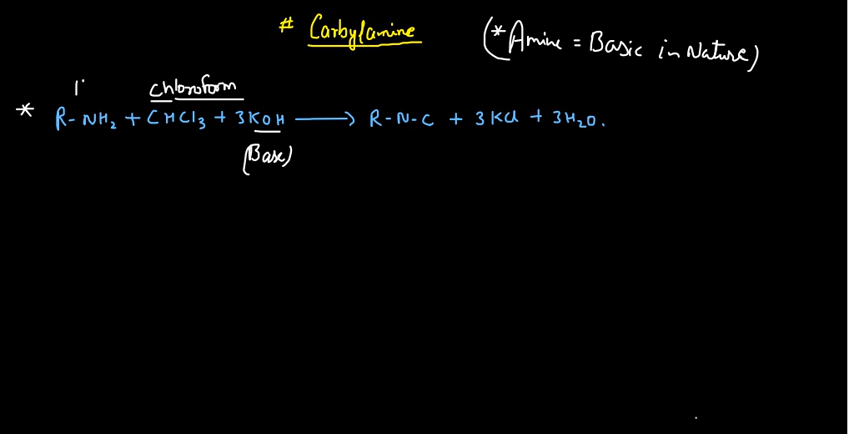 # Carbylamine
(*Amine = Basic in Nature)
1°
chloroform
* R-NH₂ + CHCl₃ + 3KOH ⟶ R-N-C + 3KCl + 3H₂O.
(Base)